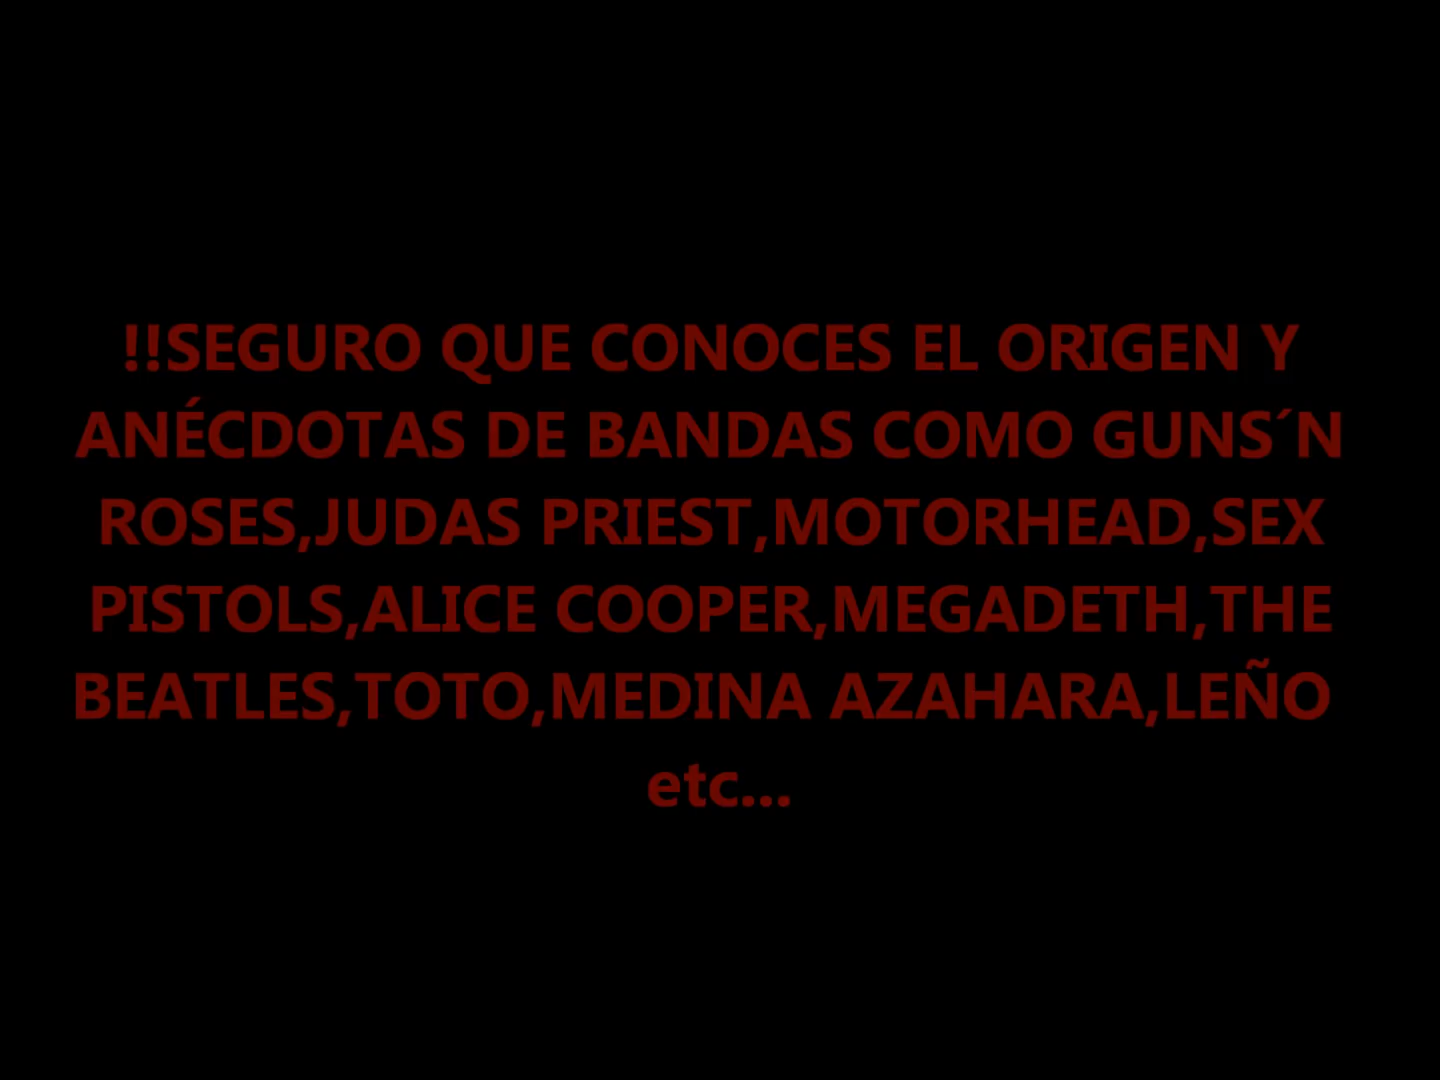 !!SEGURO QUE CONOCES EL ORIGEN Y
ANÉCDOTAS DE BANDAS COMO GUNS´N
ROSES,JUDAS PRIEST,MOTORHEAD,SEX
PISTOLS,ALICE COOPER,MEGADETH,THE
BEATLES,TOTO,MEDINA AZAHARA,LEÑO
etc...